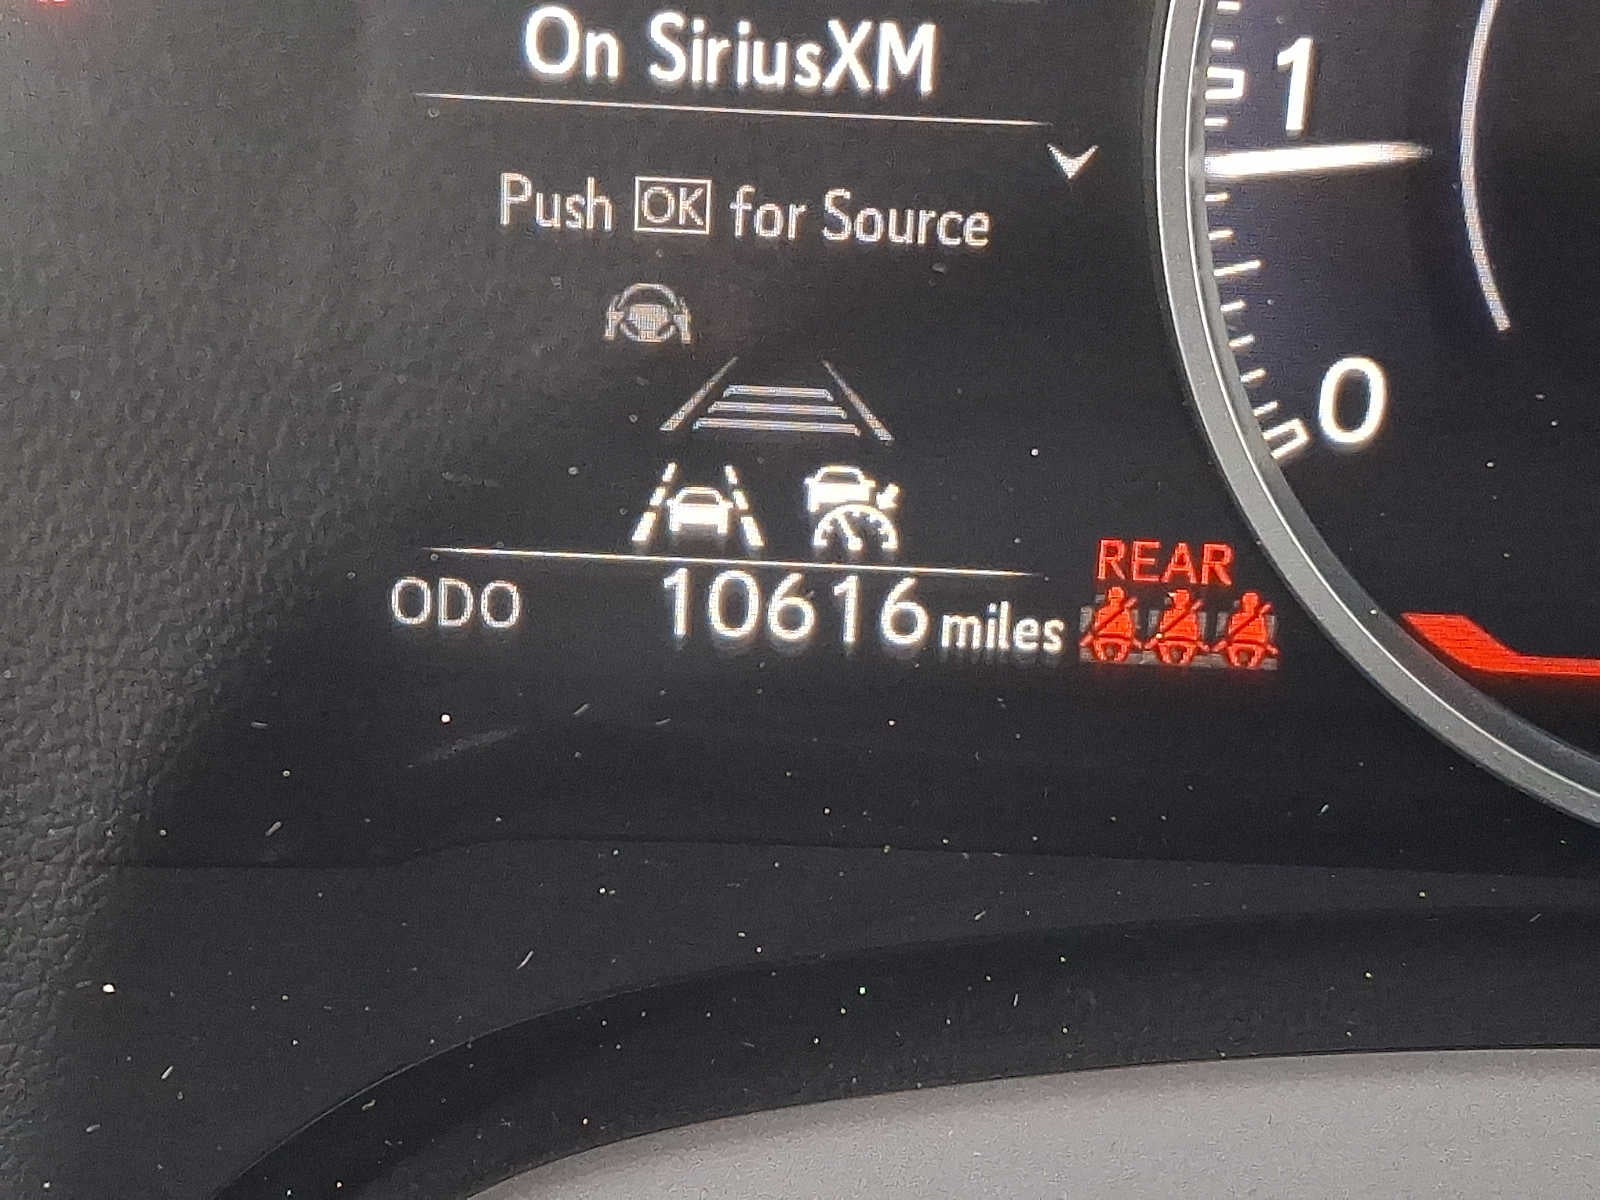 On SiriusXM
Push OK for Source
1
0
REAR
ODO 10616 miles